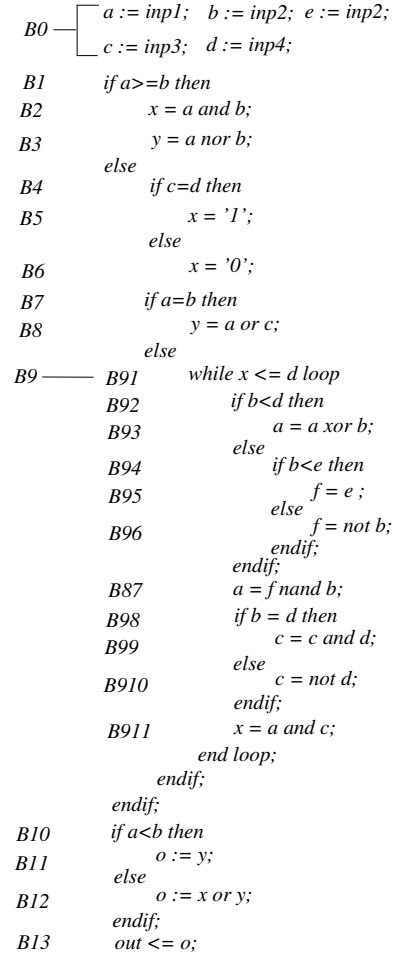 a := inp1; b := inp2; e := inp2;
B0
c := inp3; d := inp4;
B1 if a>=b then
B2 x = a and b;
B3 y = a nor b;
else
B4 if c=d then
B5 x = '1';
else
B6 x = '0';
B7 if a=b then
B8 y = a or c;
else
B9 B91 while x <= d loop
B92 if b<d then
B93 a = a xor b;
else
B94 if b<e then
B95 f = e ;
else
B96 f = not b;
endif;
endif;
B87 a = f nand b;
B98 if b = d then
B99 c = c and d;
else
B910 c = not d;
endif;
B911 x = a and c;
end loop;
endif;
endif;
B10 if a<b then
B11 o := y;
else
B12 o := x or y;
endif;
B13 out <= o;